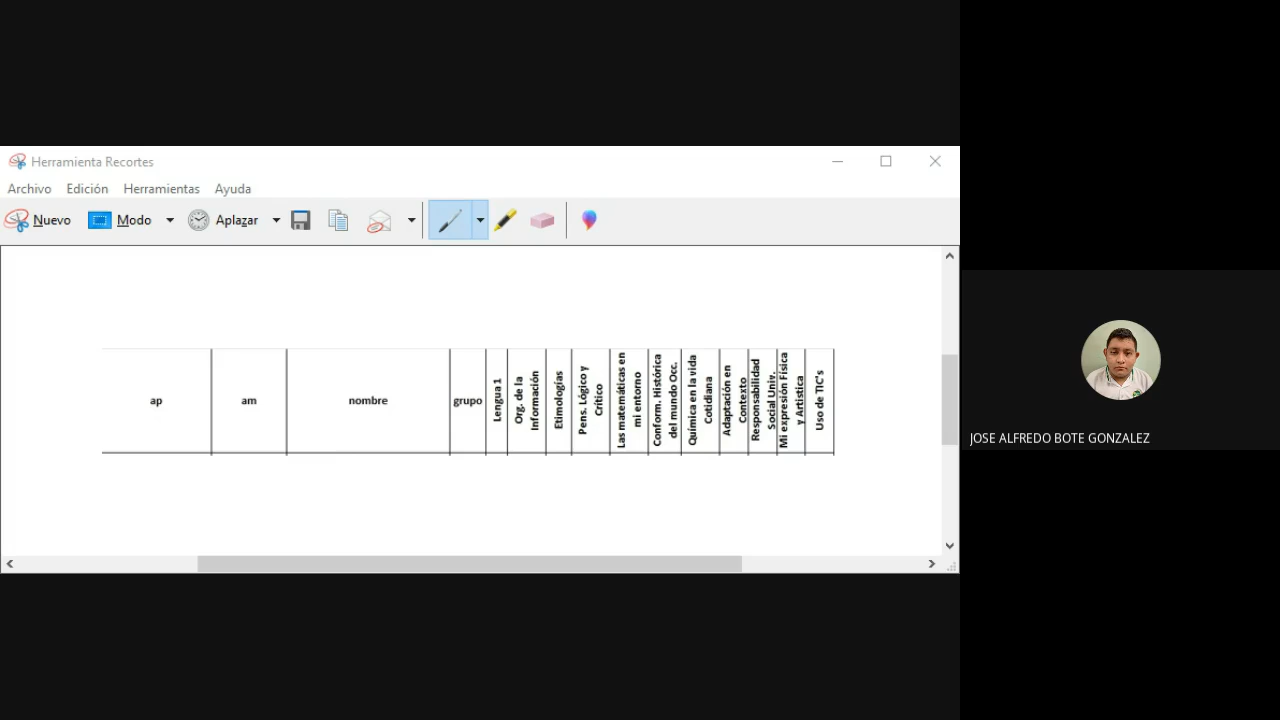 Herramienta Recortes
Archivo Edición Herramientas Ayuda
Nuevo Modo Aplazar
ap am nombre grupo
Lengua 1
Org. de la
Información
Etimologías
Pens. Lógico y
Crítico
Las matemáticas en
mi entorno
Conform. Histórica
del mundo Occ.
Química en la vida
Cotidiana
Adaptación en
Contexto
Responsabilidad
Social Univ.
Mi expresión Física
y Artística
Uso de TIC's
JOSE ALFREDO BOTE GONZALEZ